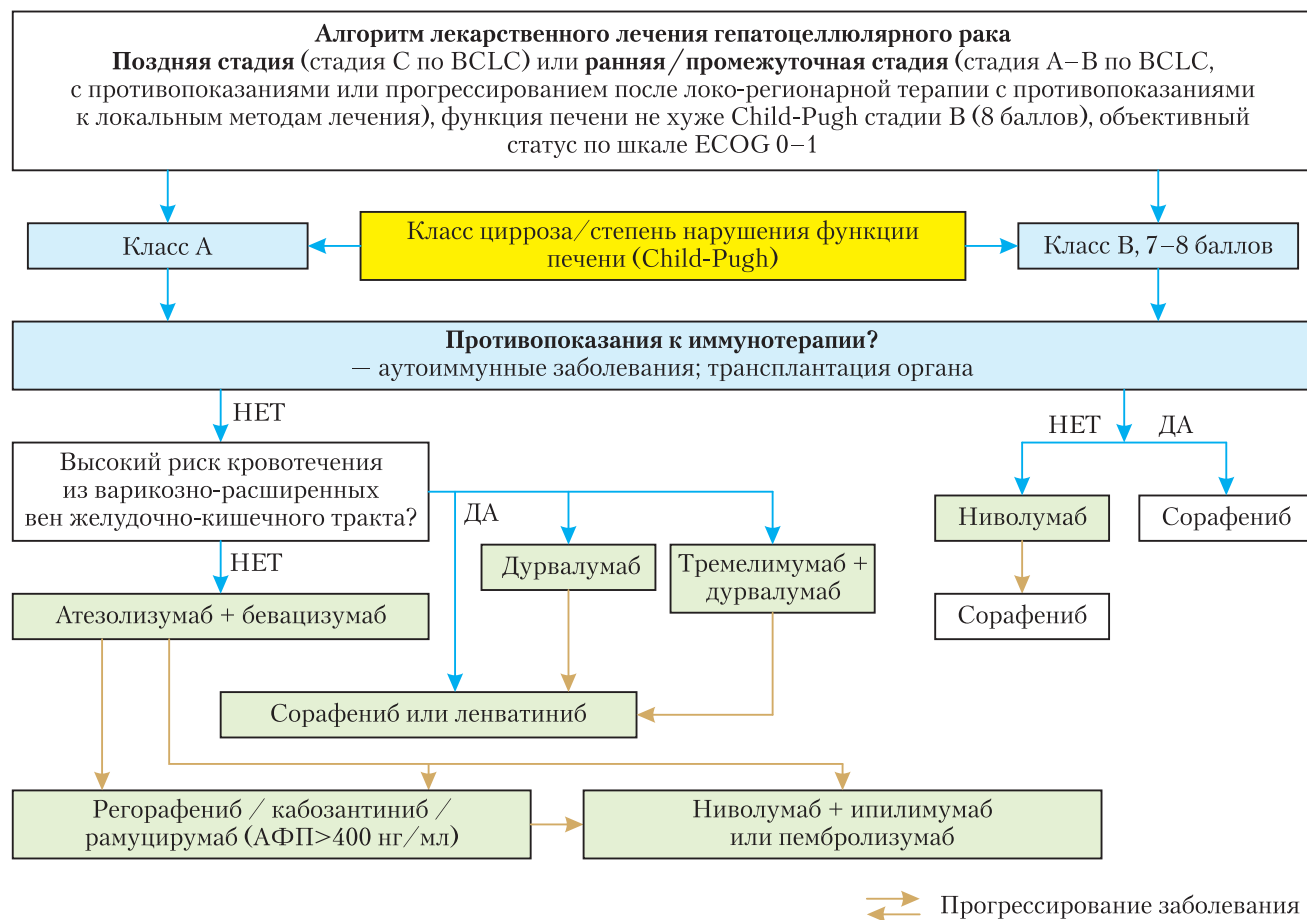 Алгоритм лекарственного лечения гепатоцеллюлярного рака
Поздняя стадия (стадия C по BCLC) или ранняя/промежуточная стадия (стадия A–B по BCLC,
с противопоказаниями или прогрессированием после локо-регионарной терапии с противопоказаниями
к локальным методам лечения), функция печени не хуже Child-Pugh стадии B (8 баллов), объективный
статус по шкале ECOG 0–1
Класс A
Класс цирроза/степень нарушения функции
печени (Child-Pugh)
Класс B, 7–8 баллов
Противопоказания к иммунотерапии?
— аутоиммунные заболевания; трансплантация органа
НЕТ
НЕТ
ДА
Высокий риск кровотечения
из варикозно-расширенных
вен желудочно-кишечного тракта?
ДА
Ниволумаб
Сорафениб
НЕТ
Дурвалумаб
Тремелимумаб +
дурвалумаб
Атезолизумаб + бевацизумаб
Сорафениб
Сорафениб или ленватиниб
Регорафениб / кабозантиниб /
рамуцирумаб (АФП>400 нг/мл)
Ниволумаб + ипилимумаб
или пембролизумаб
Прогрессирование заболевания